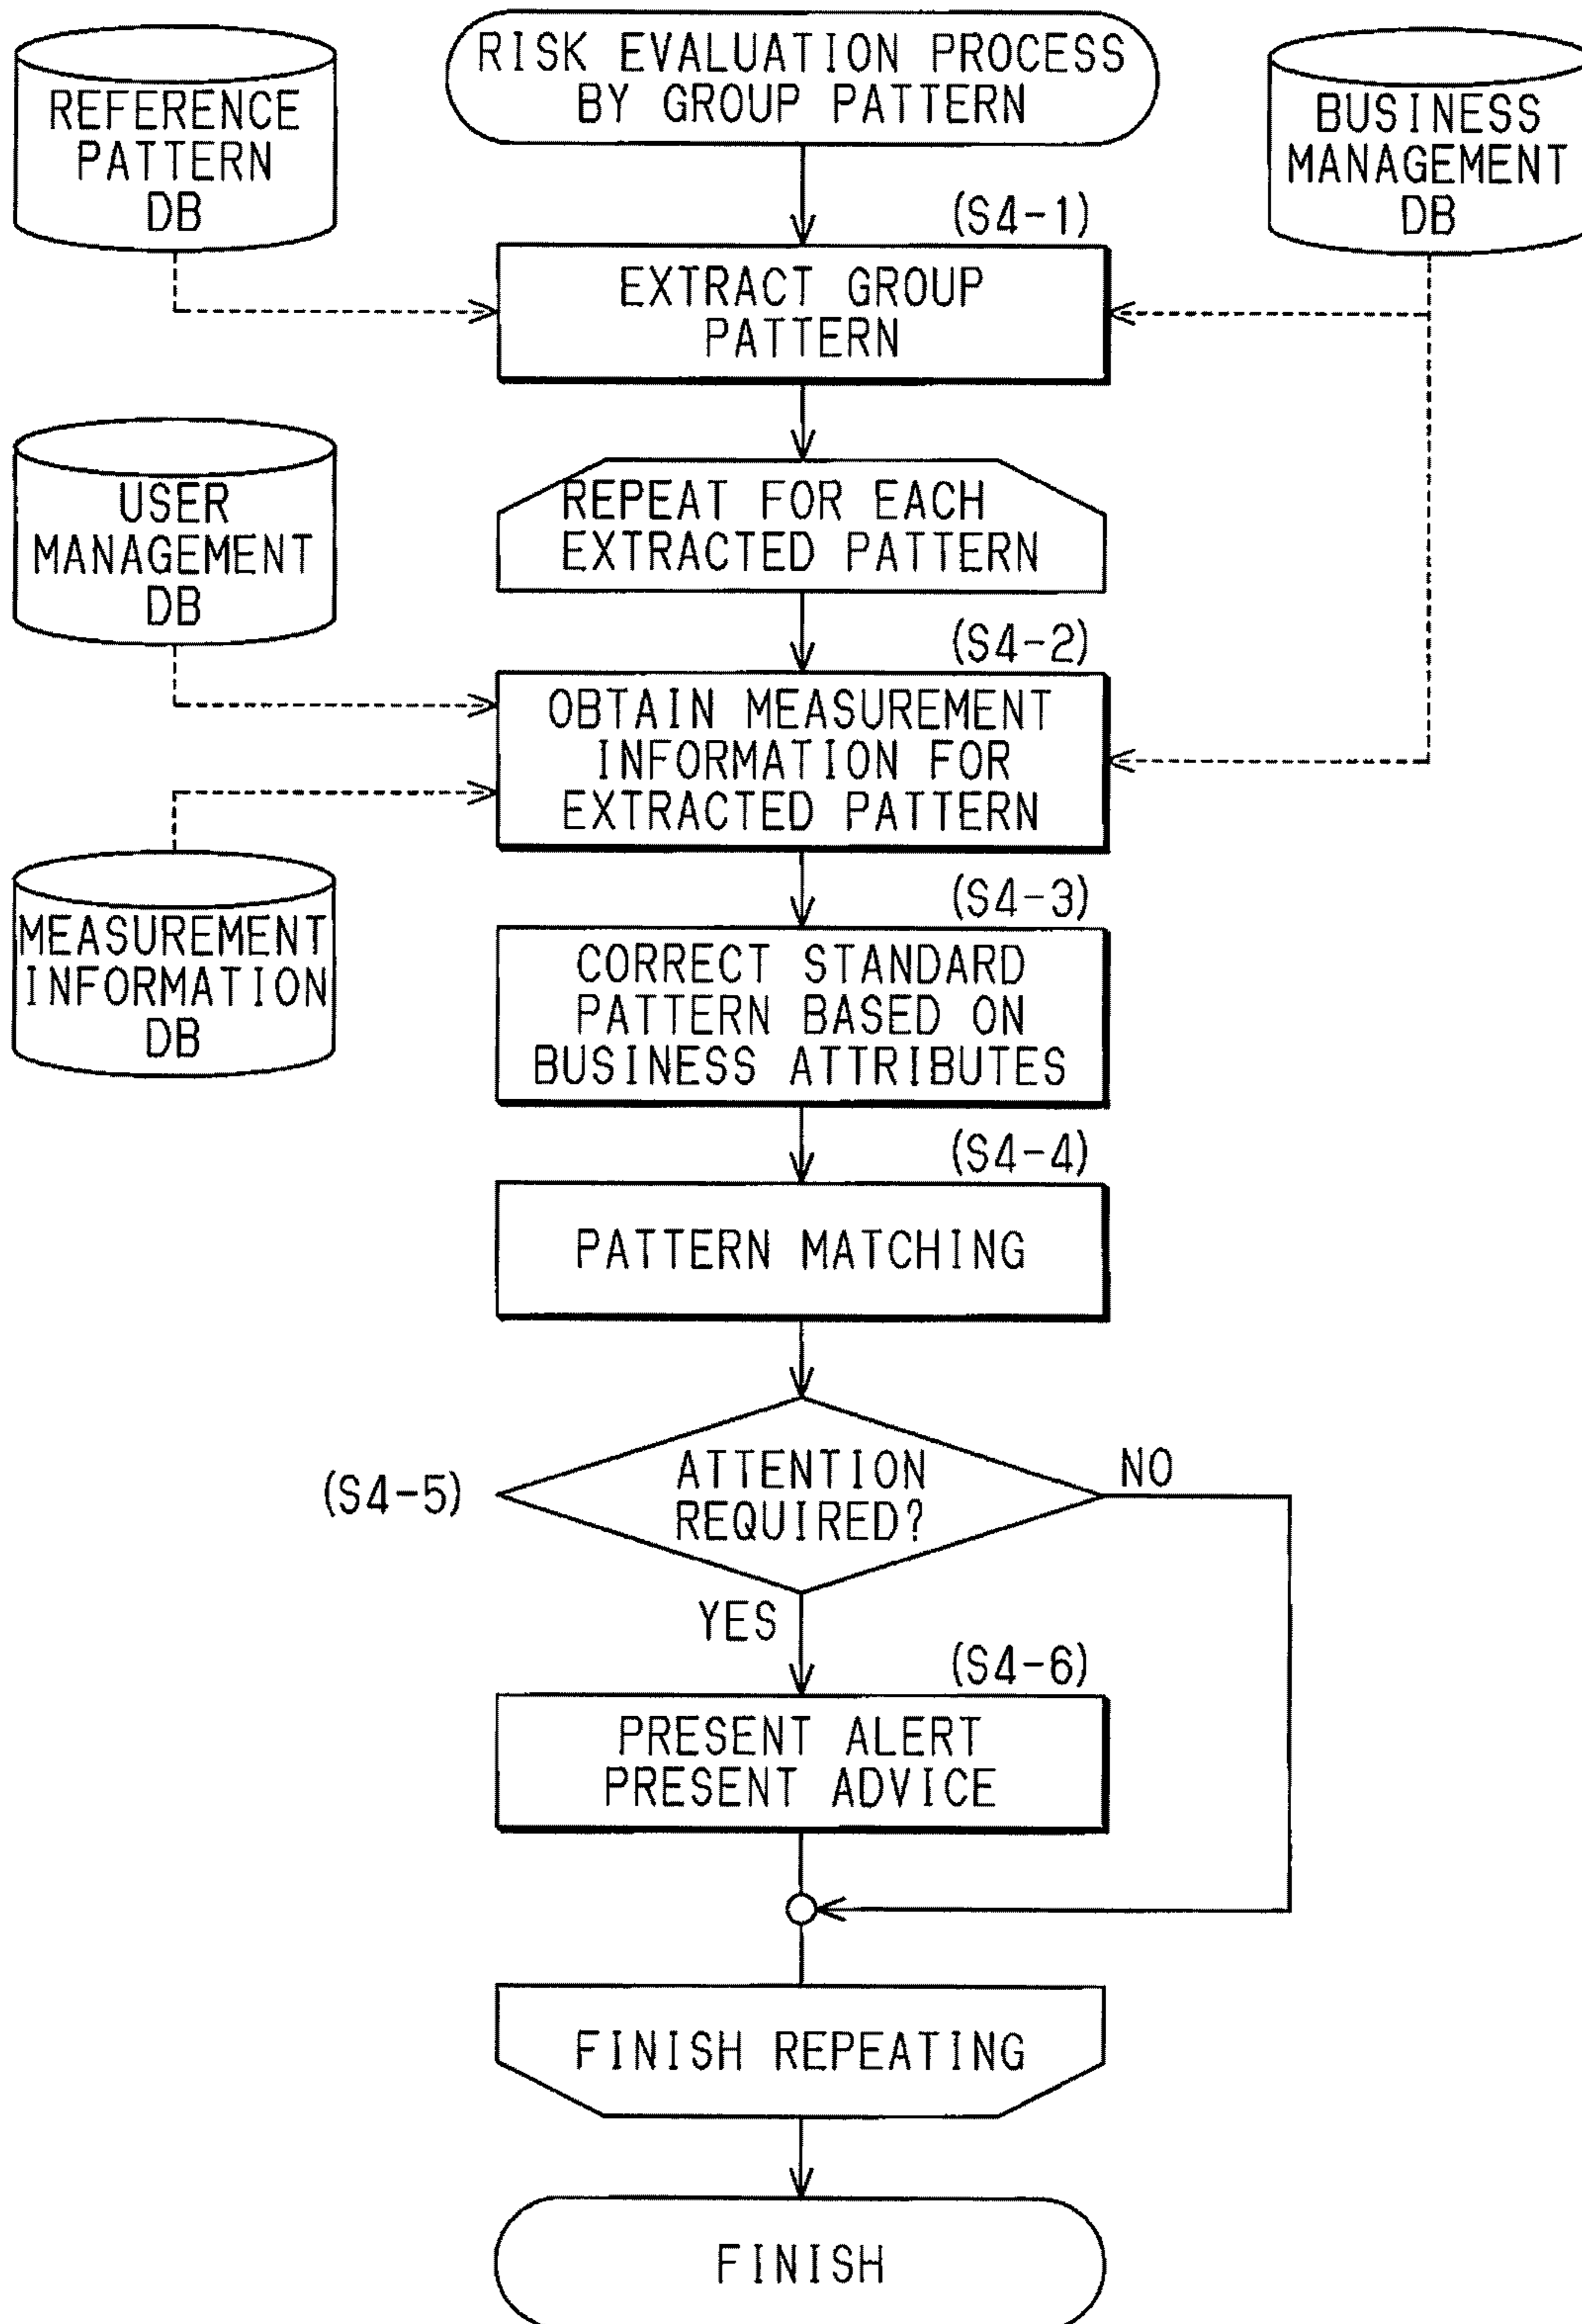 RISK EVALUATION PROCESS
BY GROUP PATTERN
REFERENCE
PATTERN
DB
BUSINESS
MANAGEMENT
DB
(S4-1)
EXTRACT GROUP
PATTERN
REPEAT FOR EACH
EXTRACTED PATTERN
USER
MANAGEMENT
DB
(S4-2)
OBTAIN MEASUREMENT
INFORMATION FOR
EXTRACTED PATTERN
MEASUREMENT
INFORMATION
DB
(S4-3)
CORRECT STANDARD
PATTERN BASED ON
BUSINESS ATTRIBUTES
(S4-4)
PATTERN MATCHING
(S4-5)
ATTENTION
REQUIRED?
NO
YES
(S4-6)
PRESENT ALERT
PRESENT ADVICE
FINISH REPEATING
FINISH